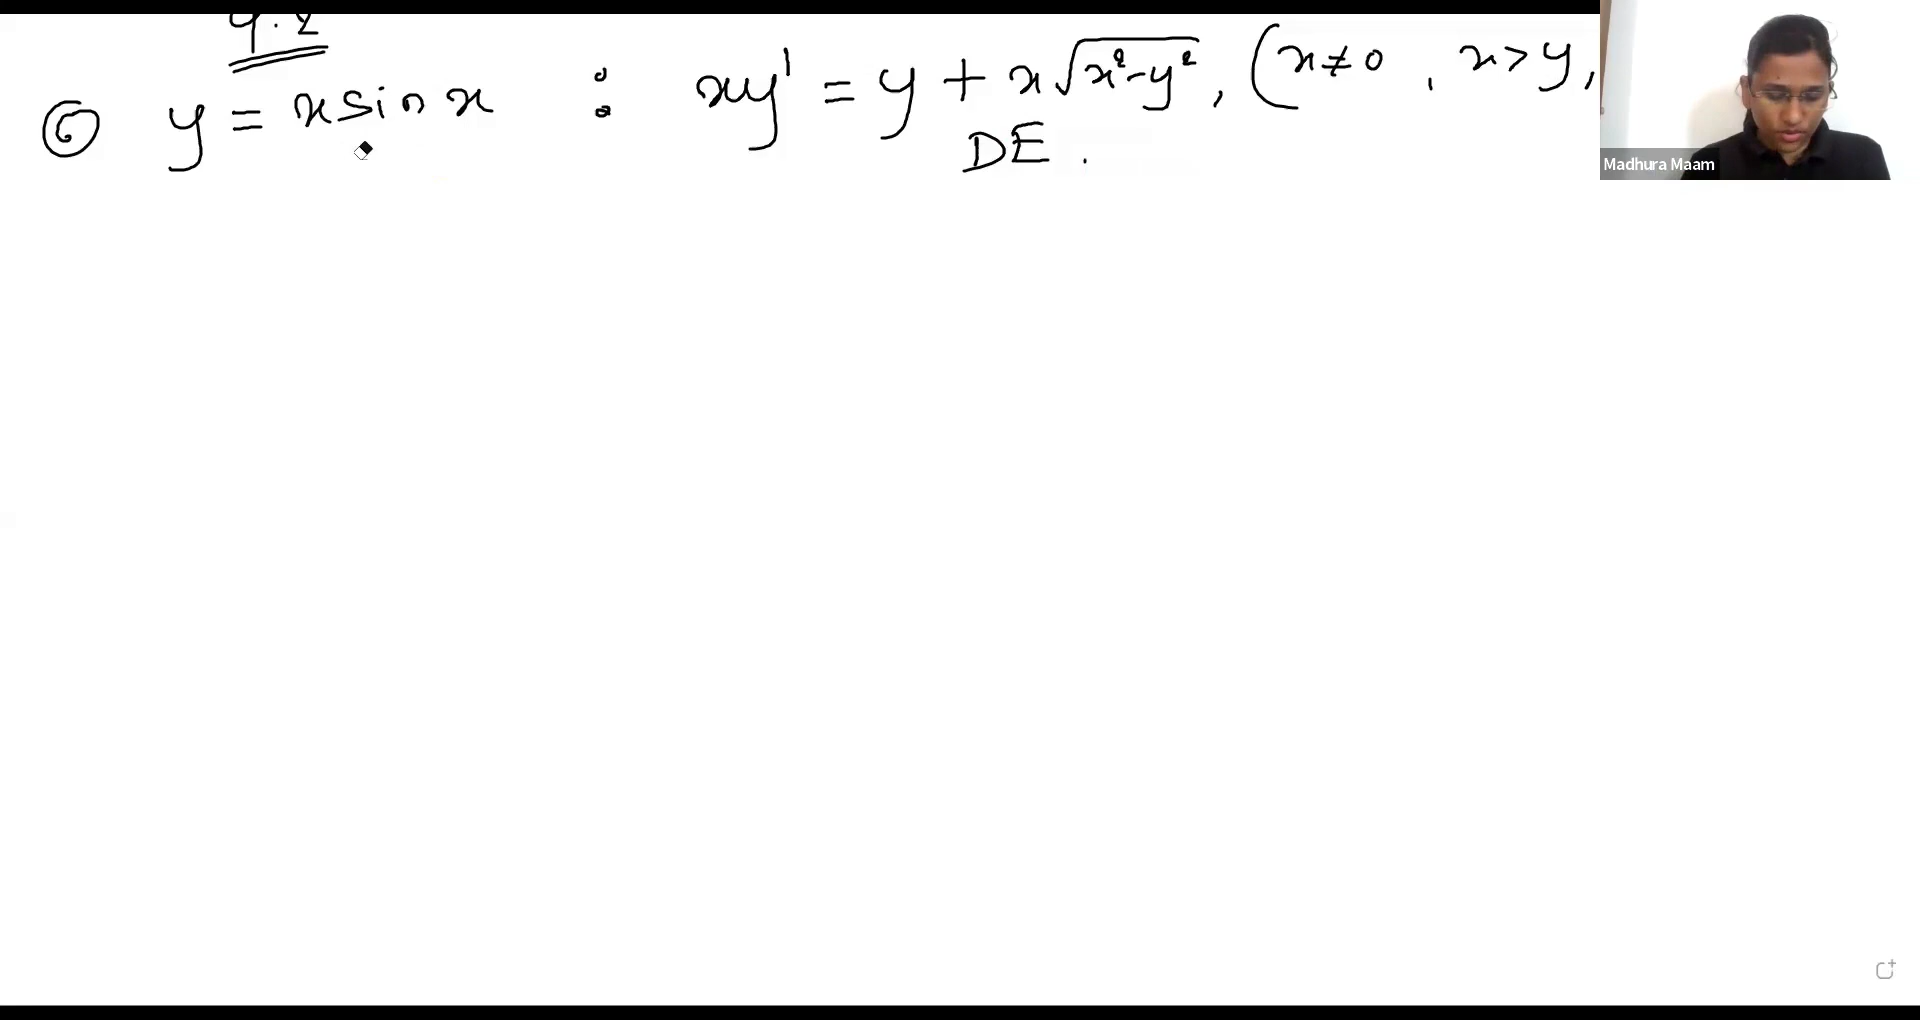 9.2
⑥ y = x sin x : xy' = y + x√(x²-y²), (x≠0, x>y,
DE.
Madhura Maam